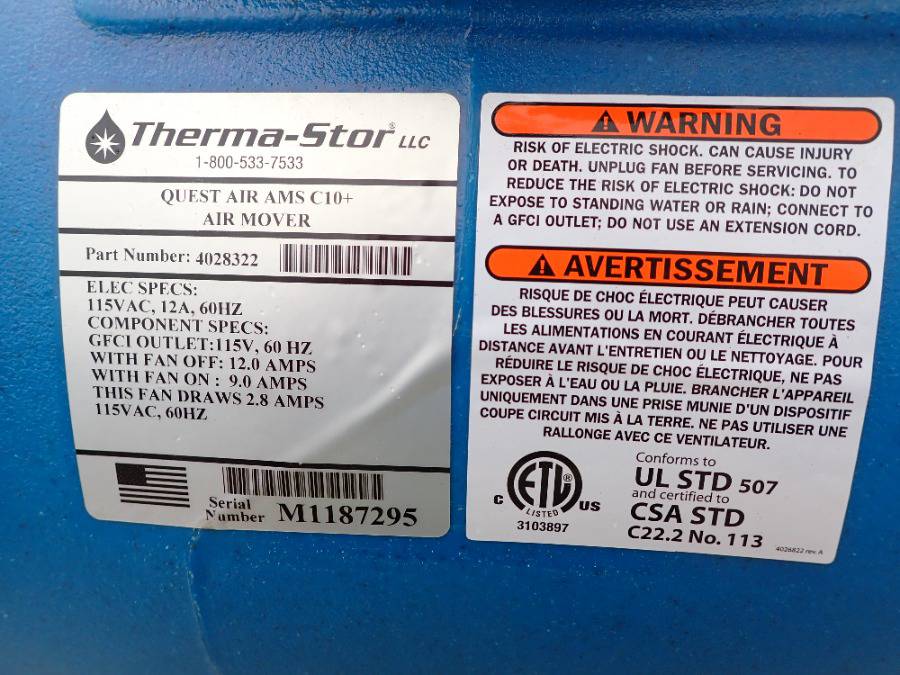 Therma-Stor® LLC
1-800-533-7533
QUEST AIR AMS C10+
AIR MOVER
Part Number: 4028322
ELEC SPECS:
115VAC, 12A, 60HZ
COMPONENT SPECS:
GFCI OUTLET:115V, 60 HZ
WITH FAN OFF: 12.0 AMPS
WITH FAN ON : 9.0 AMPS
THIS FAN DRAWS 2.8 AMPS
115VAC, 60HZ
Serial
Number M1187295
WARNING
RISK OF ELECTRIC SHOCK. CAN CAUSE INJURY
OR DEATH. UNPLUG FAN BEFORE SERVICING. TO
REDUCE THE RISK OF ELECTRIC SHOCK: DO NOT
EXPOSE TO STANDING WATER OR RAIN; CONNECT TO
A GFCI OUTLET; DO NOT USE AN EXTENSION CORD.
AVERTISSEMENT
RISQUE DE CHOC ÉLECTRIQUE PEUT CAUSER
DES BLESSURES OU LA MORT. DÉBRANCHER TOUTES
LES ALIMENTATIONS EN COURANT ÉLECTRIQUE À
DISTANCE AVANT L'ENTRETIEN OU LE NETTOYAGE. POUR
RÉDUIRE LE RISQUE DE CHOC ÉLECTRIQUE, NE PAS
EXPOSER À L'EAU OU LA PLUIE. BRANCHER L'APPAREIL
UNIQUEMENT DANS UNE PRISE MUNIE D'UN DISPOSITIF
COUPE CIRCUIT MIS À LA TERRE. NE PAS UTILISER UNE
RALLONGE AVEC CE VENTILATEUR.
C ETL® US
LISTED
3103897
Conforms to
UL STD 507
and certified to
CSA STD
C22.2 No. 113
4026822 rev. A